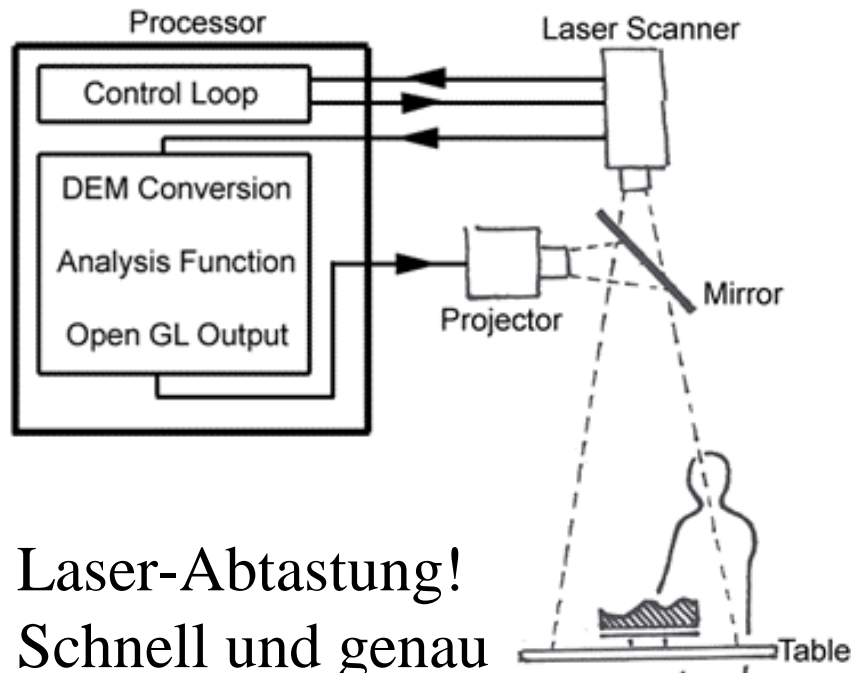 Processor
Laser Scanner
Control Loop
DEM Conversion
Analysis Function
Open GL Output
Projector
Mirror
Laser-Abtastung!
Schnell und genau
Table